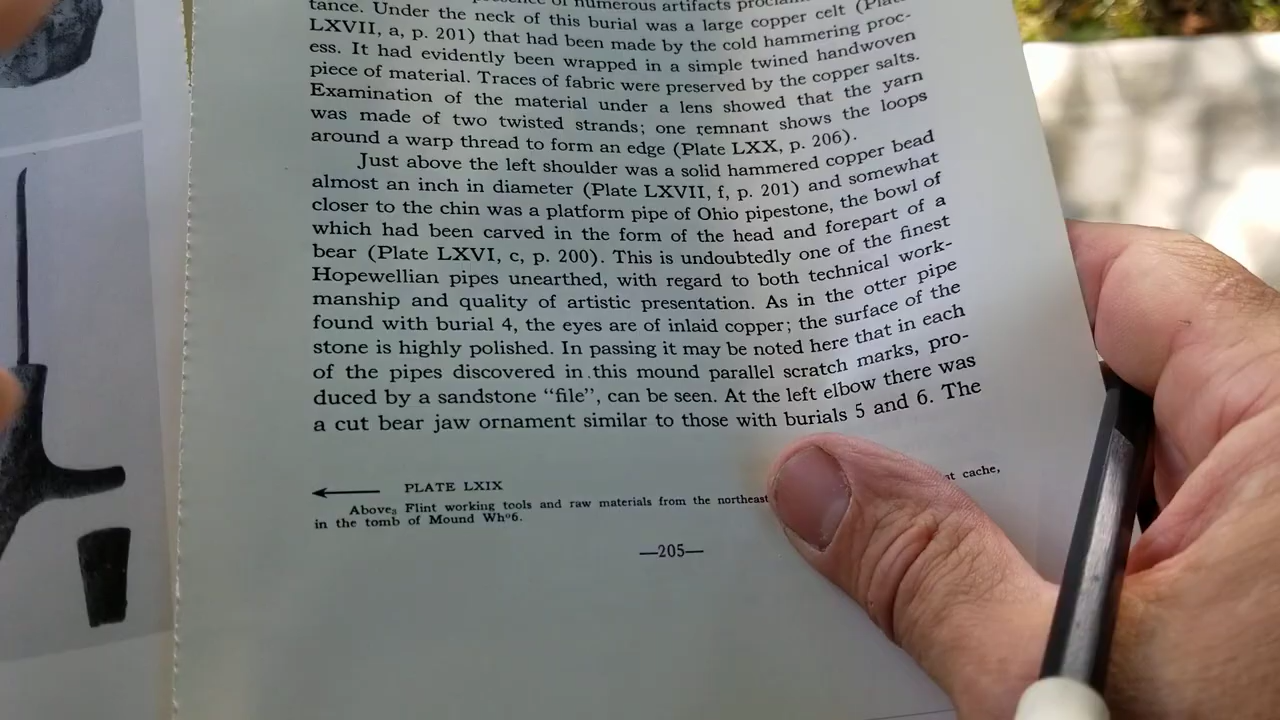 of numerous artifacts
tance. Under the neck of this burial was a large copper celt (Plate
LXVII, a, p. 201) that had been made by the cold hammering proc-
ess. It had evidently been wrapped in a simple twined handwoven
piece of material. Traces of fabric were preserved by the copper salts.
Examination of the material under a lens showed that the yarn
was made of two twisted strands; one remnant shows the loops
around a warp thread to form an edge (Plate LXX, p. 206).
Just above the left shoulder was a solid hammered copper bead
almost an inch in diameter (Plate LXVII, f, p. 201) and somewhat
closer to the chin was a platform pipe of Ohio pipestone, the bowl of
which had been carved in the form of the head and forepart of a
bear (Plate LXVI, c, p. 200). This is undoubtedly one of the finest
Hopewellian pipes unearthed, with regard to both technical work-
manship and quality of artistic presentation. As in the otter pipe
found with burial 4, the eyes are of inlaid copper; the surface of the
stone is highly polished. In passing it may be noted here that in each
of the pipes discovered in this mound parallel scratch marks, pro-
duced by a sandstone "file", can be seen. At the left elbow there was
a cut bear jaw ornament similar to those with burials 5 and 6. The
PLATE LXIX
Above, Flint working tools and raw materials from the northeast cache,
in the tomb of Mound Who6.
—205—